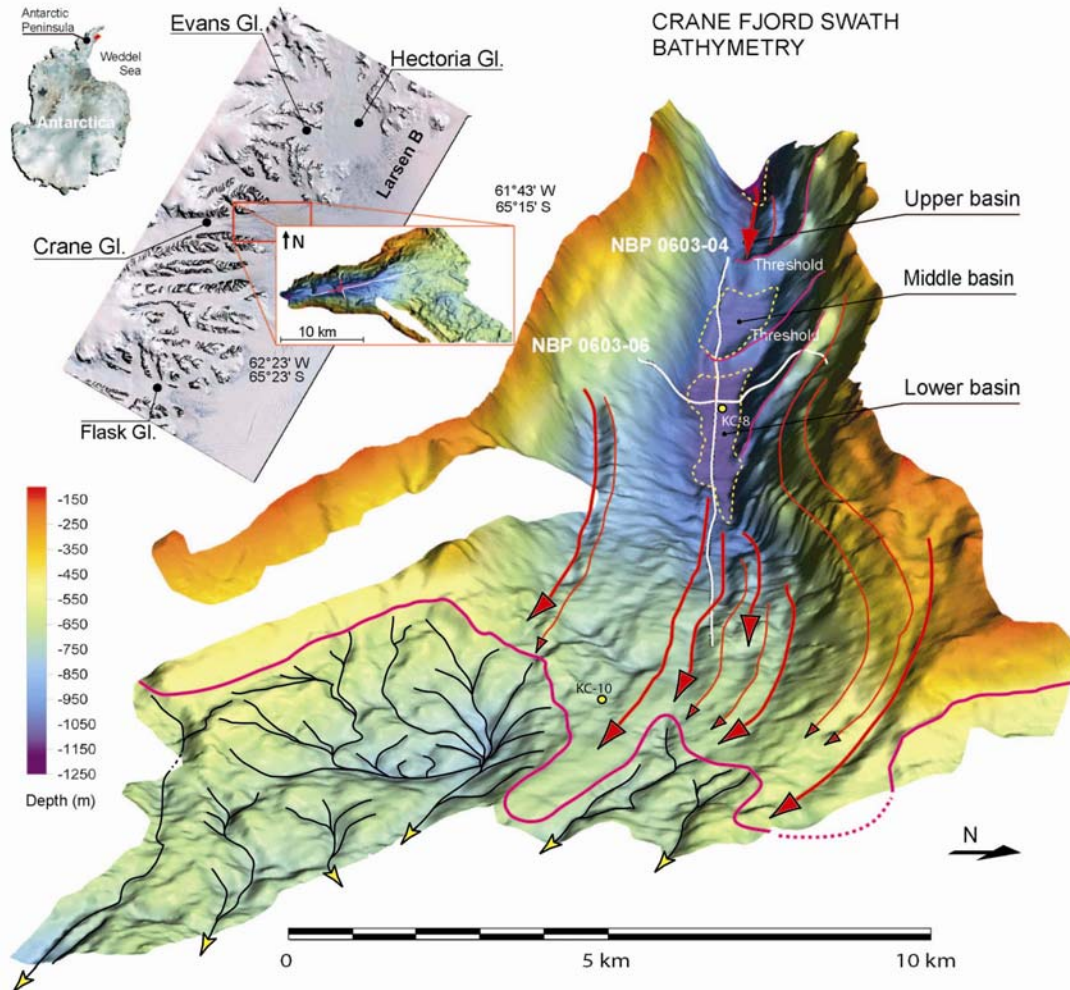 Antarctic
Peninsula
Weddel
Sea
Antarctica
Evans Gl.
Hectoria Gl.
Larsen B
Crane Gl.
Flask Gl.
61°43' W
65°15' S
62°23' W
65°23' S
N
10 km
CRANE FJORD SWATH
BATHYMETRY
Upper basin
NBP 0603-04
Threshold
Middle basin
Threshold
NBP 0603-06
Lower basin
KC-8
KC-10
-150
-250
-350
-450
-550
-650
-750
-850
-950
-1050
-1150
-1250
Depth (m)
N
0
5 km
10 km